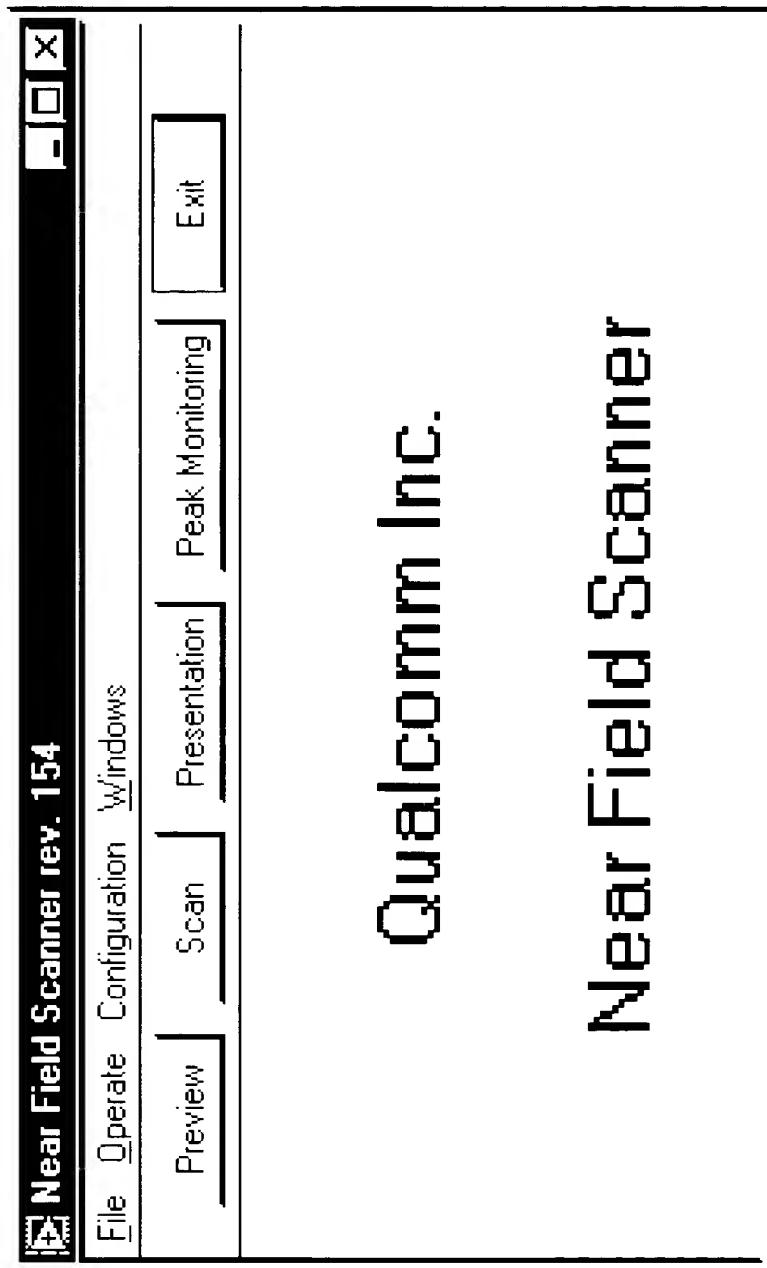 Near Field Scanner rev. 154
File Operate Configuration Windows
Preview Scan Presentation Peak Monitoring Exit
Qualcomm Inc.
Near Field Scanner